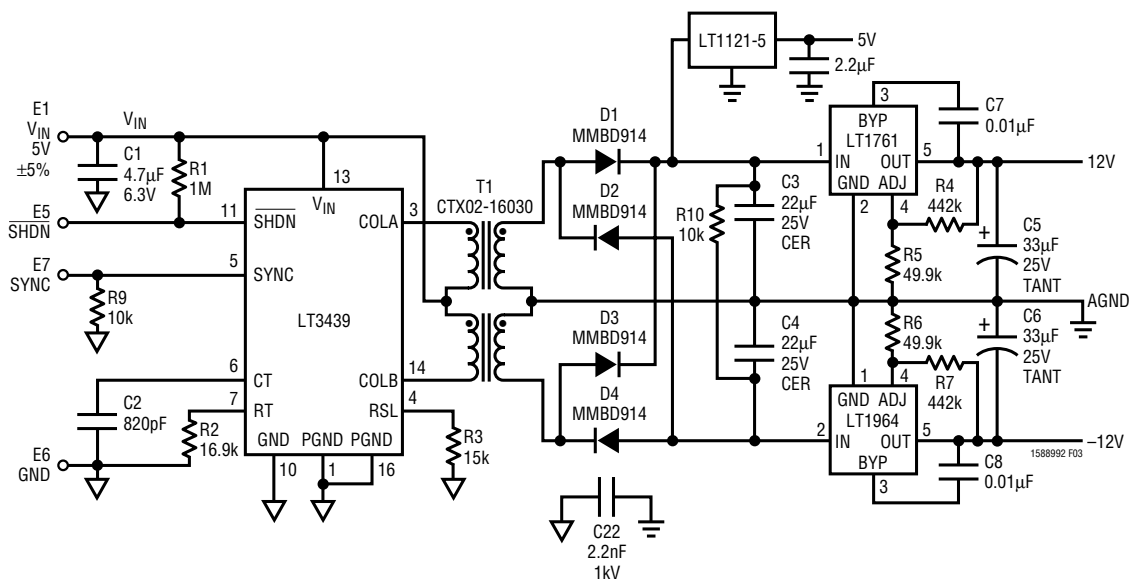 LT1121-5
5V
2.2µF
E1
VIN
5V
±5%
VIN
C1
4.7µF
6.3V
R1
1M
E5
SHDN
E7
SYNC
R9
10k
C2
820pF
E6
GND
R2
16.9k
13
VIN
11
SHDN
COLA
3
5
SYNC
LT3439
6
CT
COLB
14
7
RT
RSL
4
GND
PGND
PGND
10
1
16
R3
15k
T1
CTX02-16030
D1
MMBD914
D2
MMBD914
D3
MMBD914
D4
MMBD914
R10
10k
C3
22µF
25V
CER
C4
22µF
25V
CER
C22
2.2nF
1kV
3
BYP
LT1761
1
IN
OUT
5
GND
ADJ
2
4
C7
0.01µF
12V
R4
442k
R5
49.9k
+
C5
33µF
25V
TANT
AGND
R6
49.9k
+
C6
33µF
25V
TANT
R7
442k
1
4
GND
ADJ
LT1964
2
IN
OUT
5
BYP
3
–12V
1588992 F03
C8
0.01µF